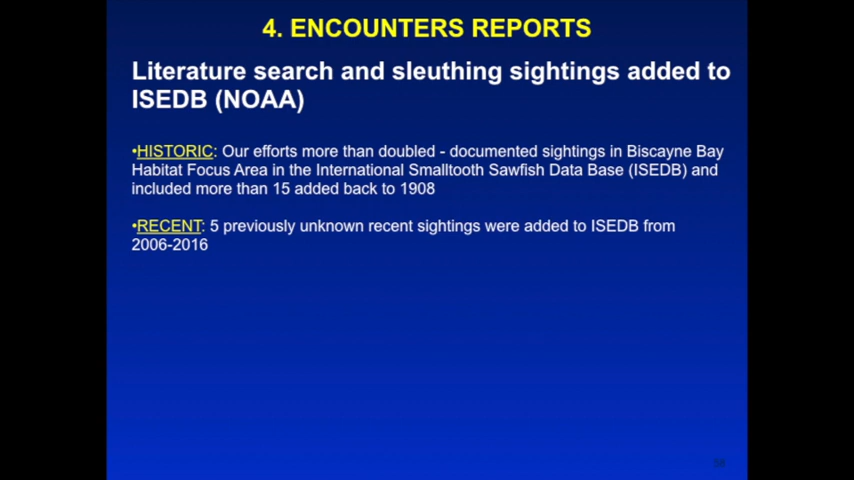 4. ENCOUNTERS REPORTS
Literature search and sleuthing sightings added to
ISEDB (NOAA)
•HISTORIC: Our efforts more than doubled - documented sightings in Biscayne Bay
Habitat Focus Area in the International Smalltooth Sawfish Data Base (ISEDB) and
included more than 15 added back to 1908
•RECENT: 5 previously unknown recent sightings were added to ISEDB from
2006-2016